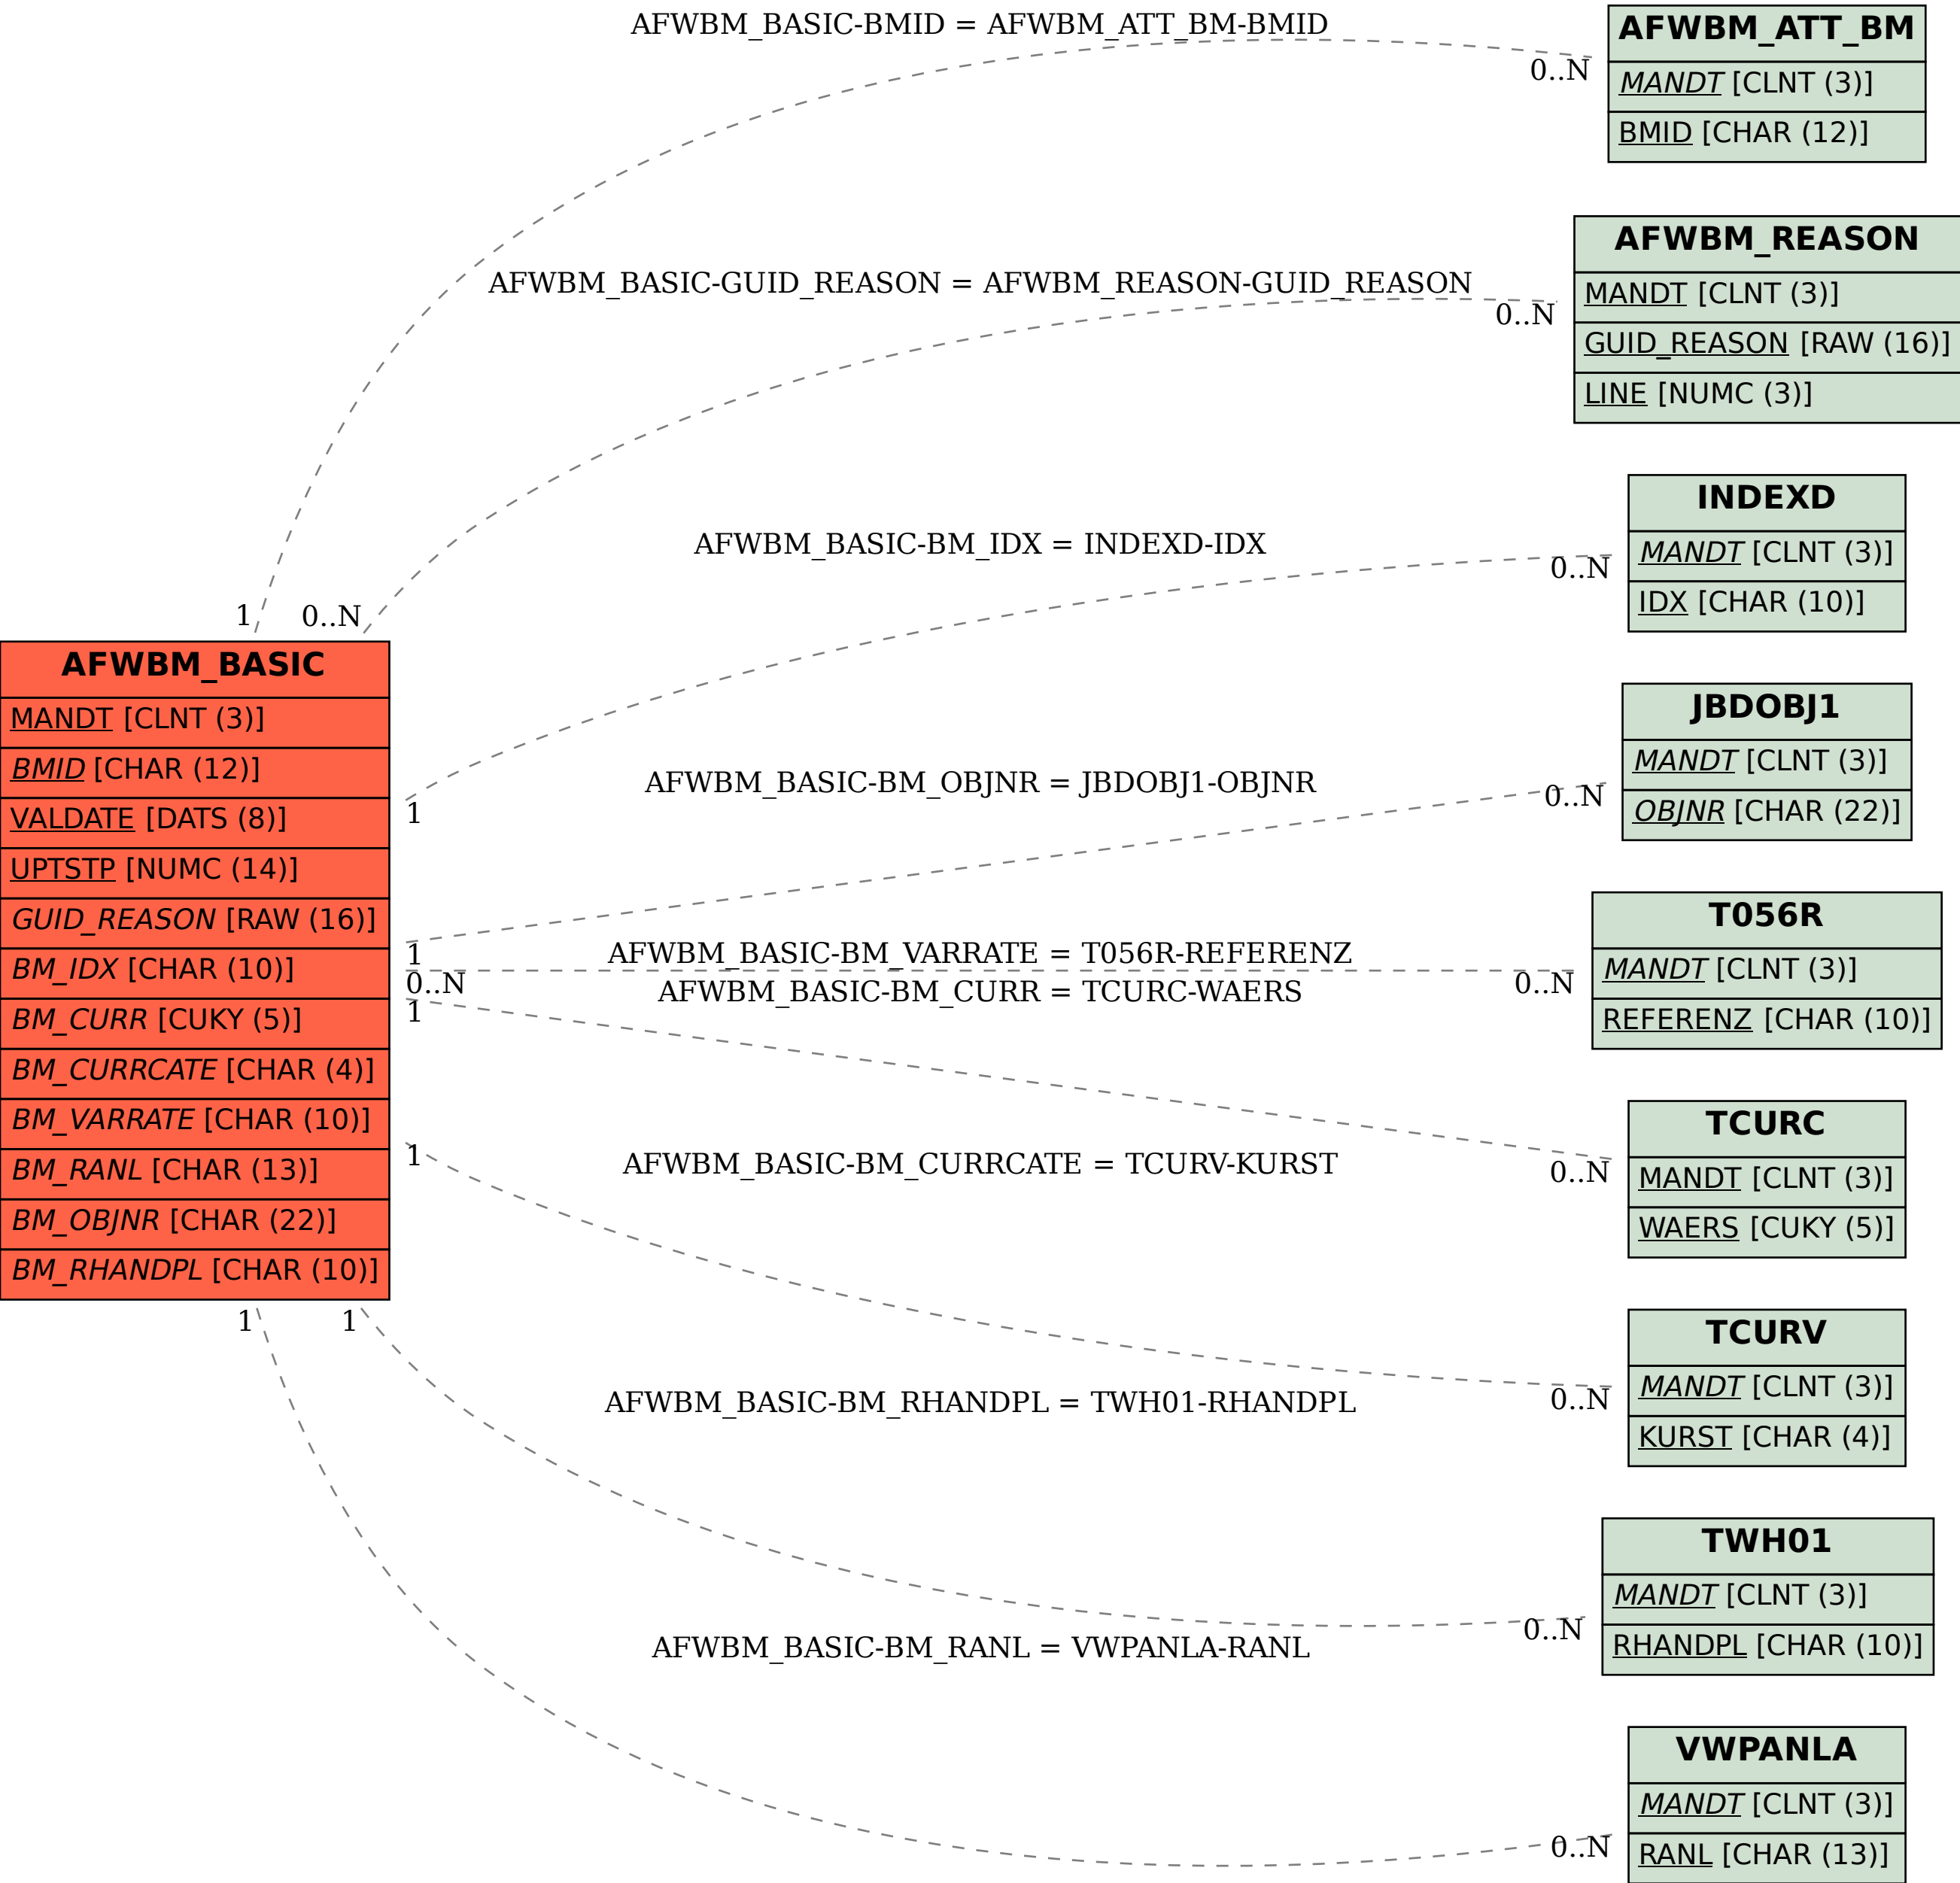 AFWBM_BASIC-BMID = AFWBM_ATT_BM-BMID
0..N
AFWBM_ATT_BM
MANDT [CLNT (3)]
BMID [CHAR (12)]
AFWBM_BASIC-GUID_REASON = AFWBM_REASON-GUID_REASON
0..N
AFWBM_REASON
MANDT [CLNT (3)]
GUID_REASON [RAW (16)]
LINE [NUMC (3)]
AFWBM_BASIC-BM_IDX = INDEXD-IDX
0..N
INDEXD
MANDT [CLNT (3)]
IDX [CHAR (10)]
1
0..N
AFWBM_BASIC
MANDT [CLNT (3)]
BMID [CHAR (12)]
VALDATE [DATS (8)]
UPTSTP [NUMC (14)]
GUID_REASON [RAW (16)]
BM_IDX [CHAR (10)]
BM_CURR [CUKY (5)]
BM_CURRCATE [CHAR (4)]
BM_VARRATE [CHAR (10)]
BM_RANL [CHAR (13)]
BM_OBJNR [CHAR (22)]
BM_RHANDPL [CHAR (10)]
1
AFWBM_BASIC-BM_OBJNR = JBDOBJ1-OBJNR
0..N
JBDOBJ1
MANDT [CLNT (3)]
OBJNR [CHAR (22)]
1
AFWBM_BASIC-BM_VARRATE = T056R-REFERENZ
0..N
0..N
T056R
MANDT [CLNT (3)]
REFERENZ [CHAR (10)]
AFWBM_BASIC-BM_CURR = TCURC-WAERS
1
0..N
TCURC
MANDT [CLNT (3)]
WAERS [CUKY (5)]
1
AFWBM_BASIC-BM_CURRCATE = TCURV-KURST
0..N
TCURV
MANDT [CLNT (3)]
KURST [CHAR (4)]
1
1
AFWBM_BASIC-BM_RHANDPL = TWH01-RHANDPL
0..N
TWH01
MANDT [CLNT (3)]
RHANDPL [CHAR (10)]
AFWBM_BASIC-BM_RANL = VWPANLA-RANL
0..N
VWPANLA
MANDT [CLNT (3)]
RANL [CHAR (13)]